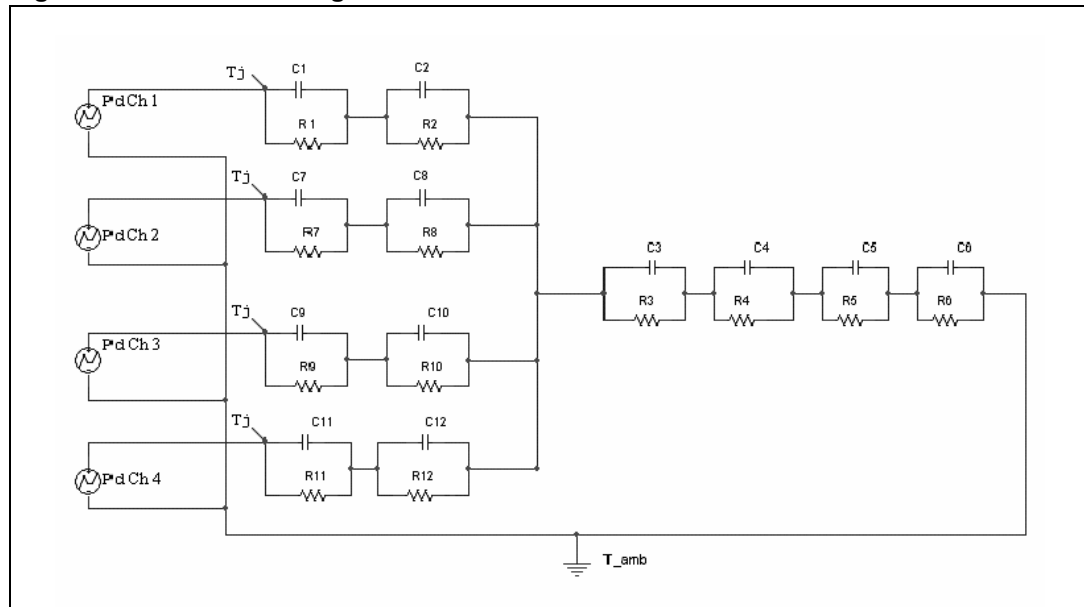 Tj
C1
C2
PdCh1
R1
R2
Tj
C7
C8
PdCh2
R7
R8
C3
C4
C5
C6
R3
R4
R5
R6
Tj
C9
C10
PdCh3
R9
R10
Tj
C11
C12
PdCh4
R11
R12
T_amb